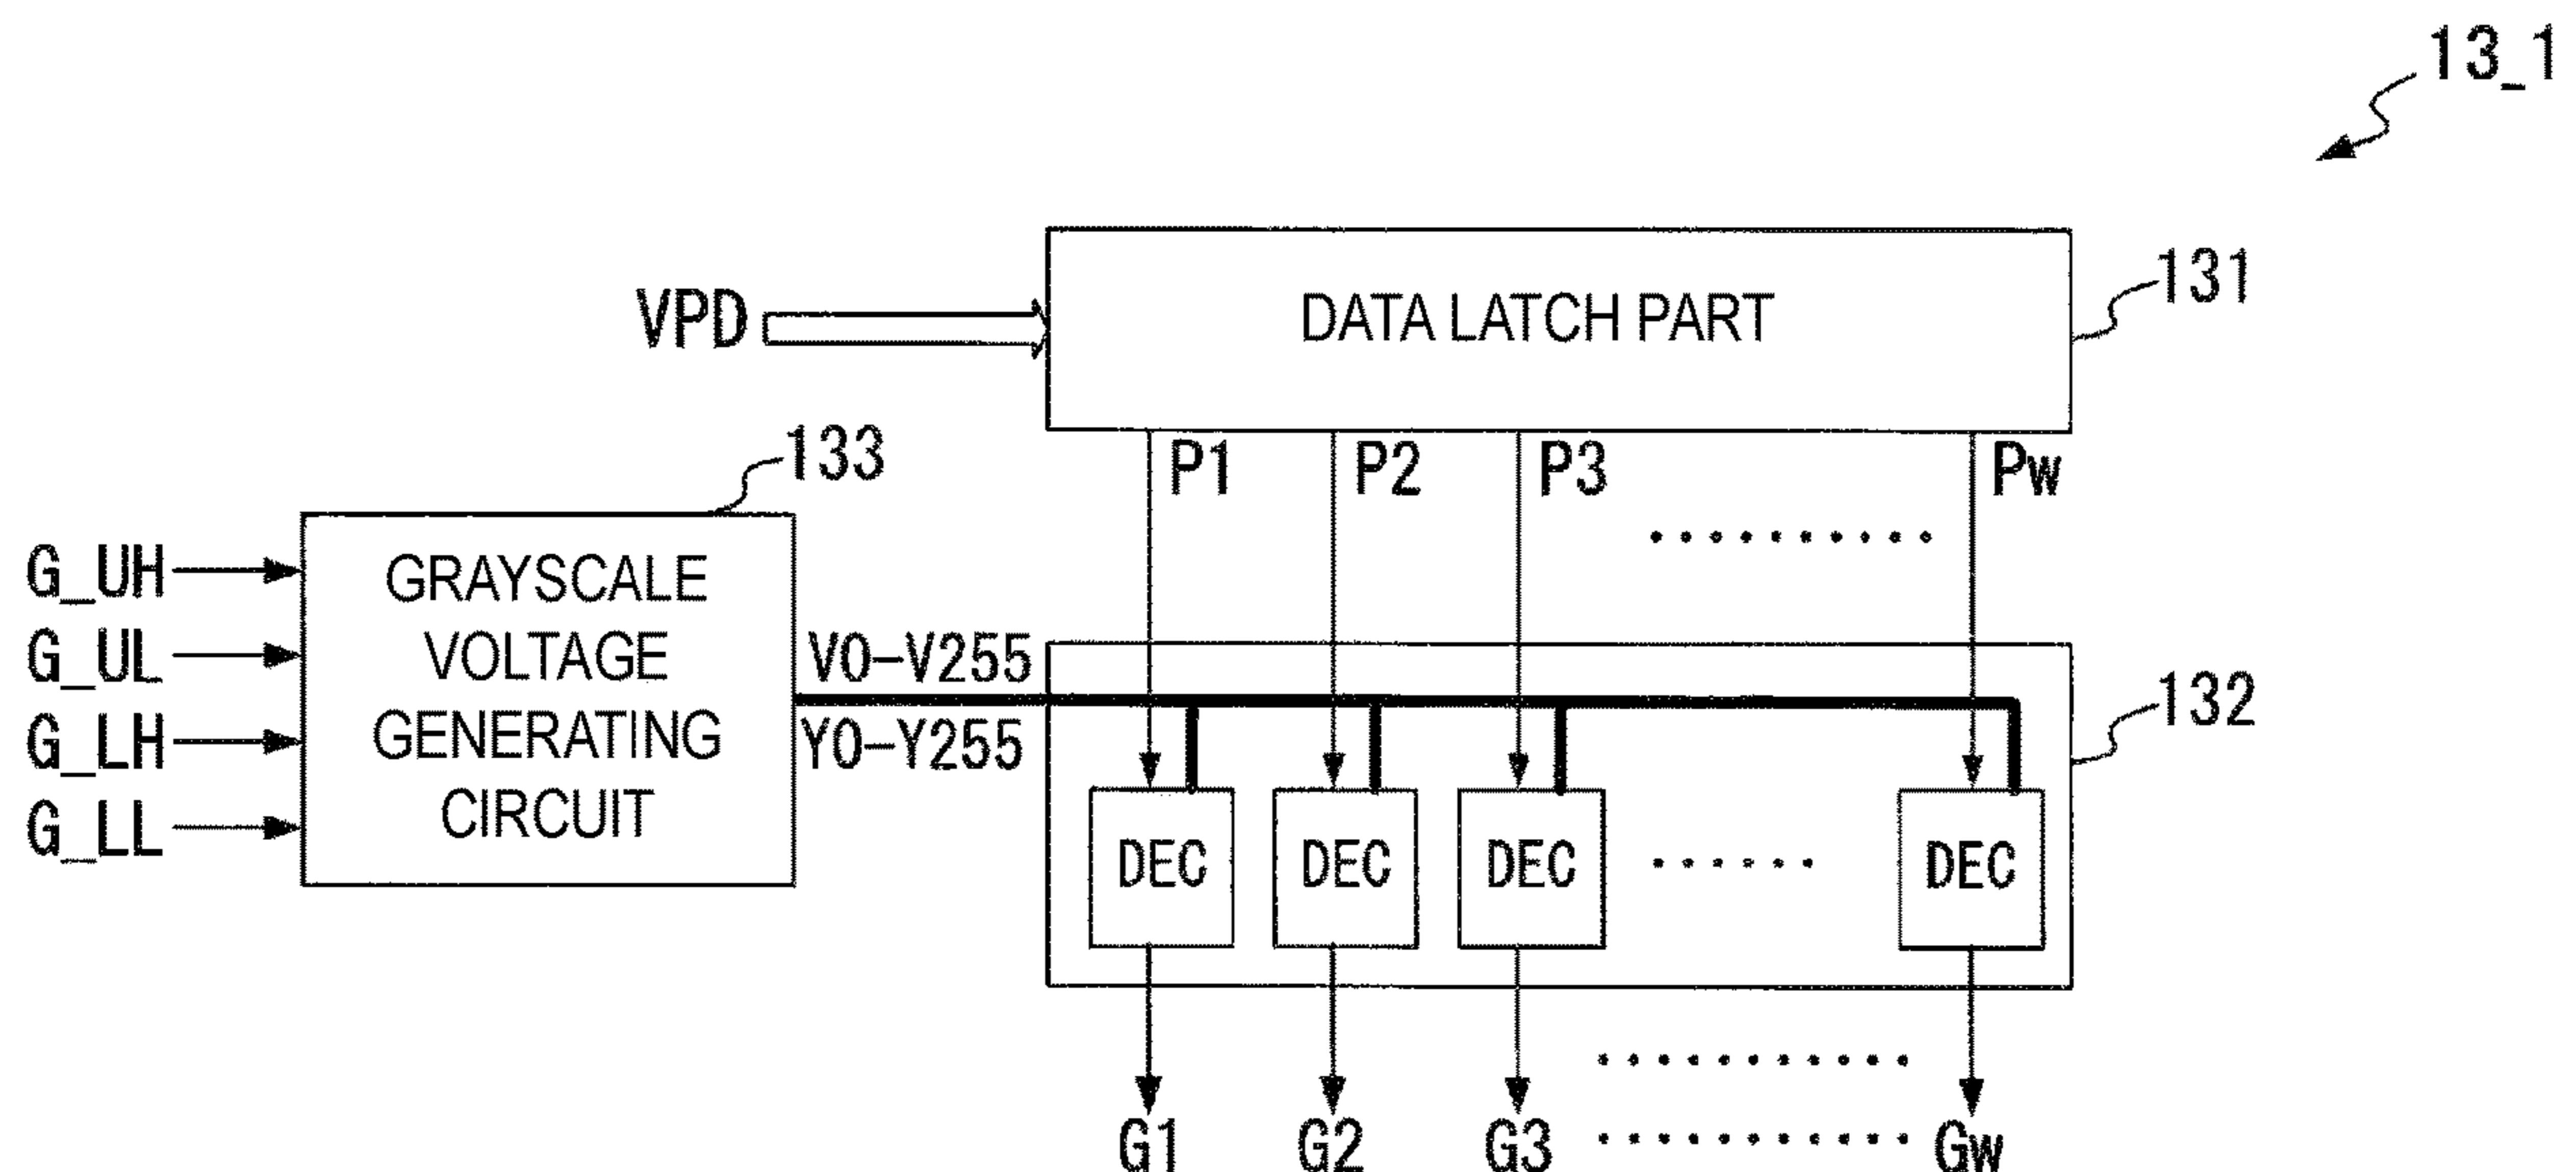 13_1
VPD
DATA LATCH PART
131
P1 P2 P3 Pw
133
G_UH
G_UL
G_LH
G_LL
GRAYSCALE
VOLTAGE
GENERATING
CIRCUIT
V0-V255
Y0-Y255
132
DEC DEC DEC DEC
G1 G2 G3 Gw